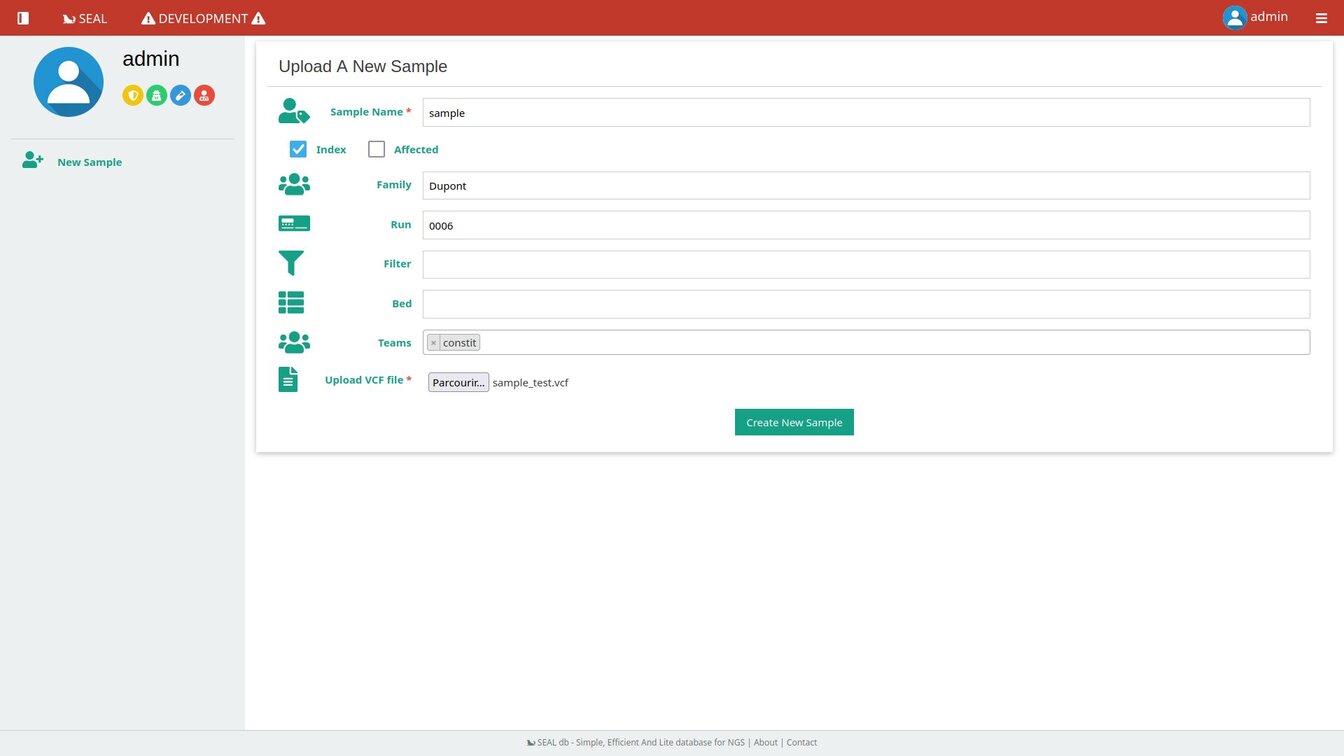 SEAL DEVELOPMENT admin
admin
New Sample
Upload A New Sample
Sample Name * sample
Index Affected
Family Dupont
Run 0006
Filter
Bed
Teams × constit
Upload VCF file * Parcourir... sample_test.vcf
Create New Sample
SEAL db - Simple, Efficient And Lite database for NGS | About | Contact